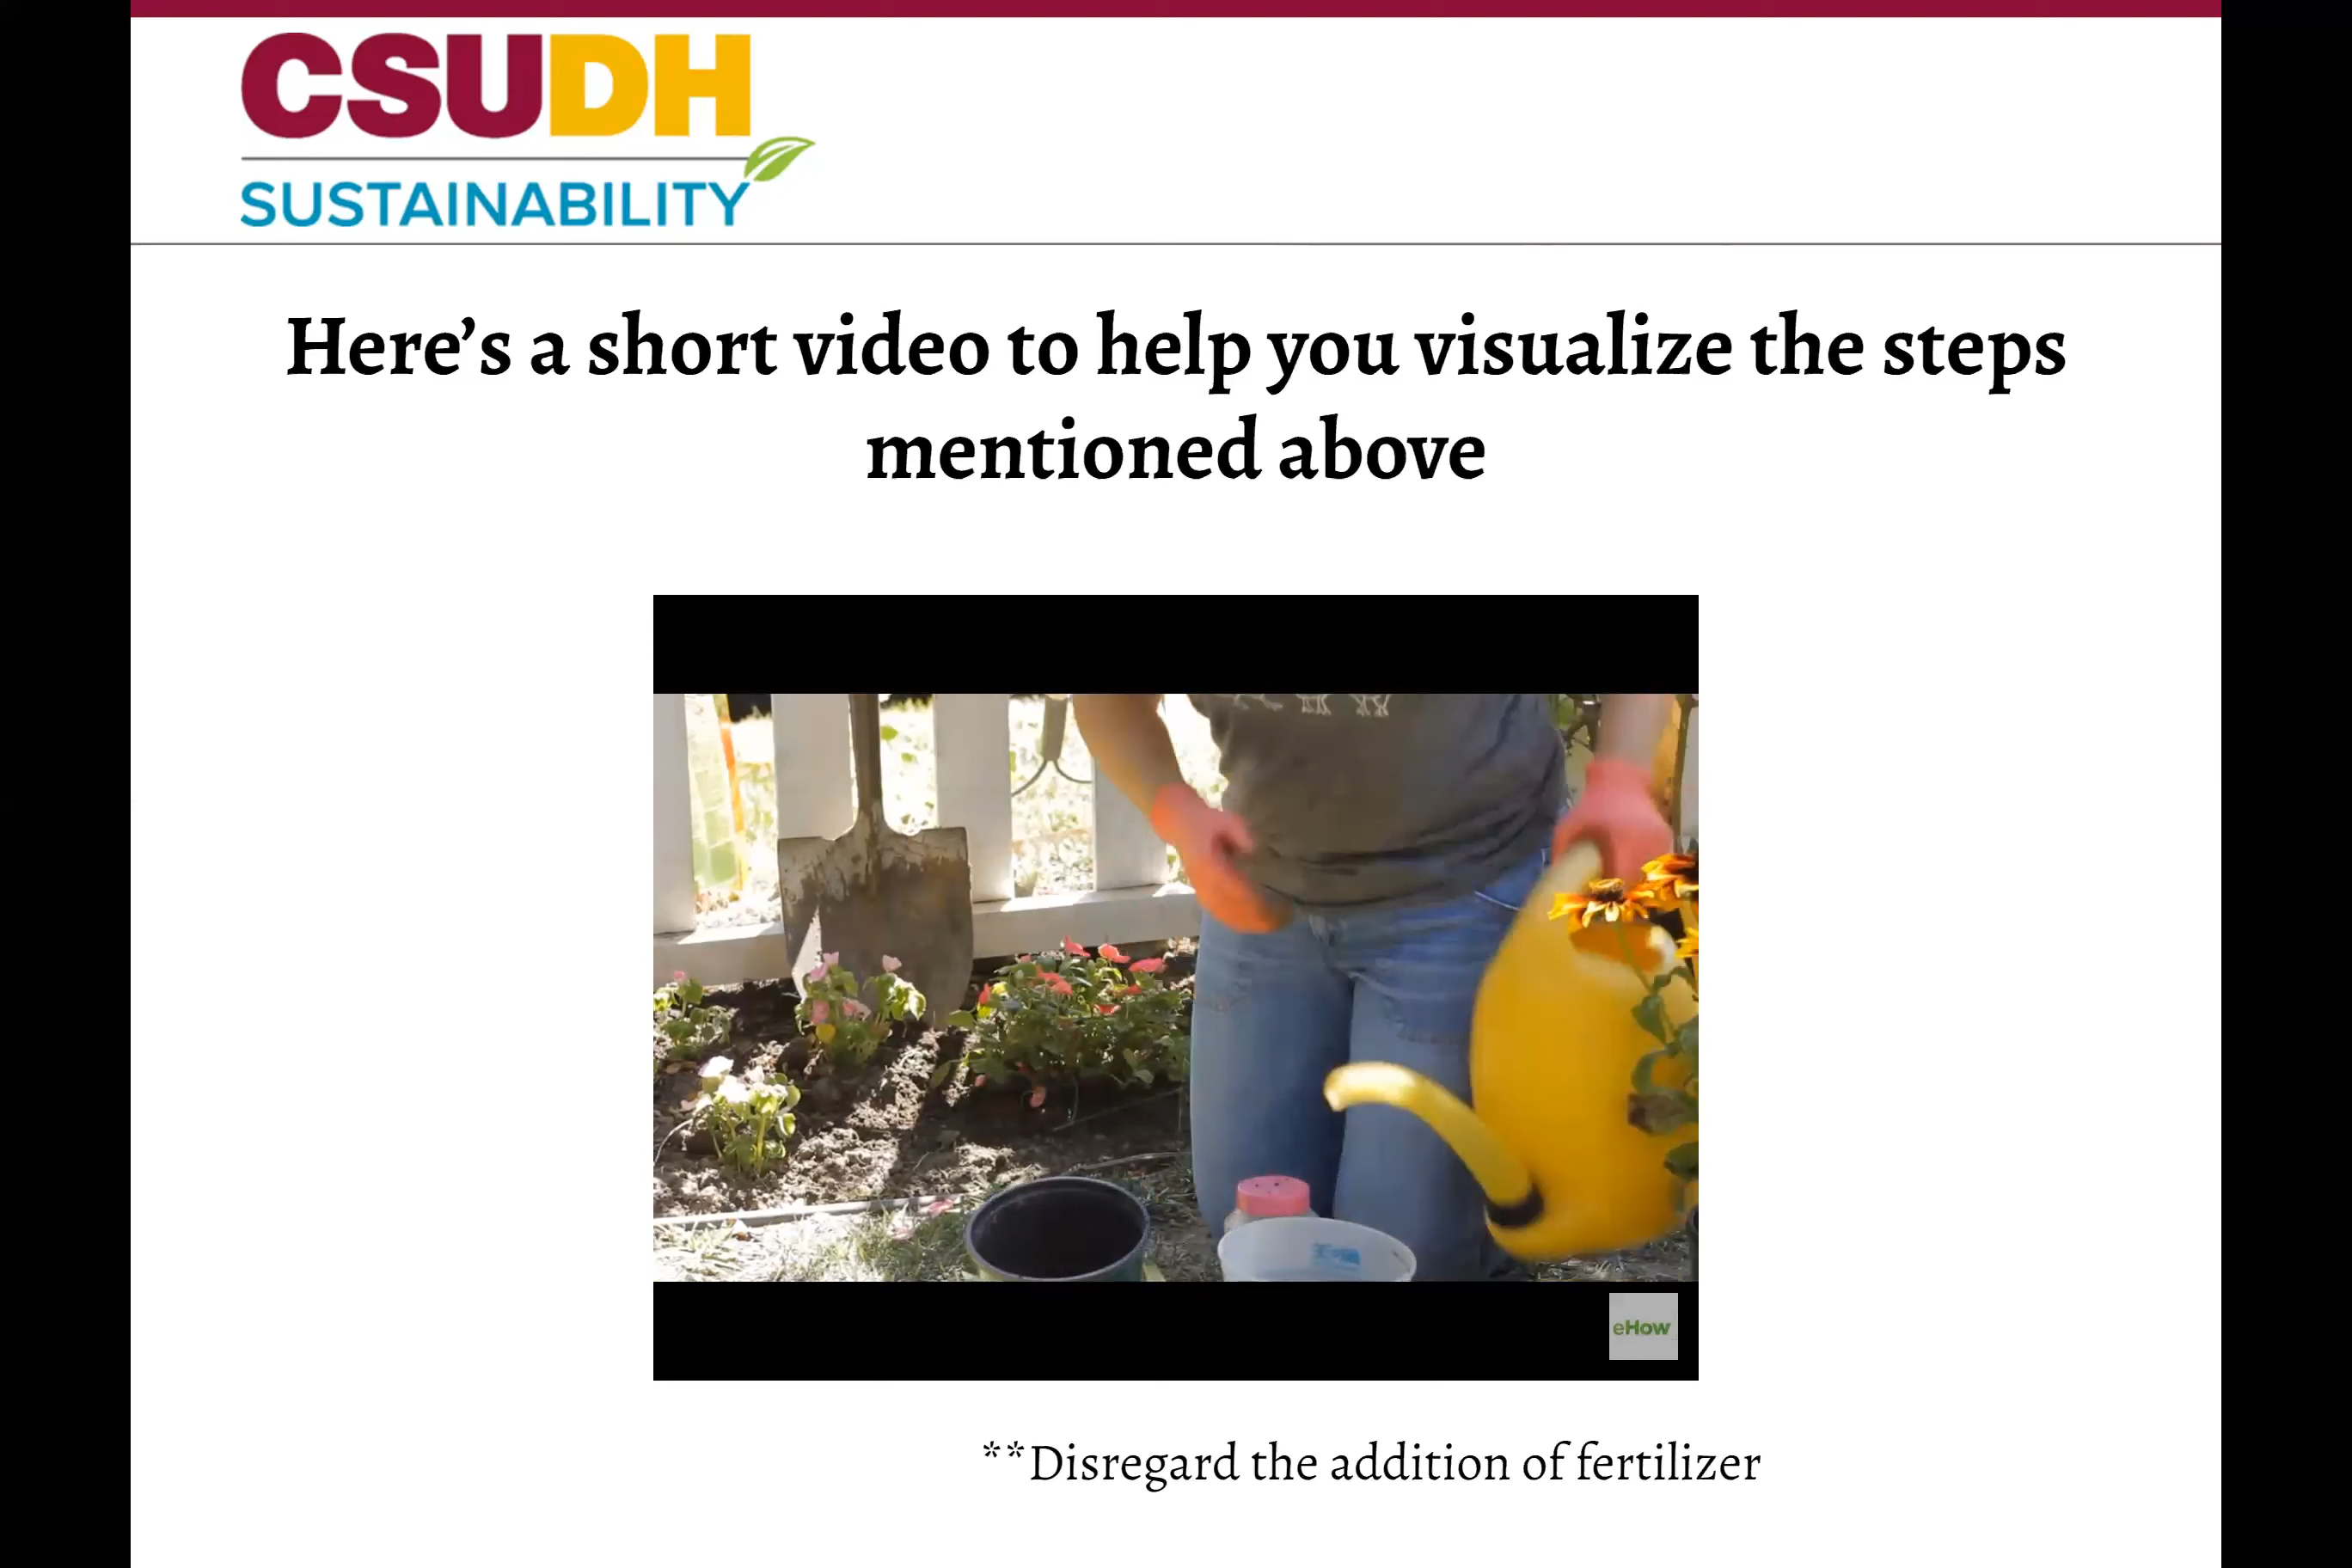 CSUDH
SUSTAINABILITY
Here’s a short video to help you visualize the steps
mentioned above
eHow
**Disregard the addition of fertilizer